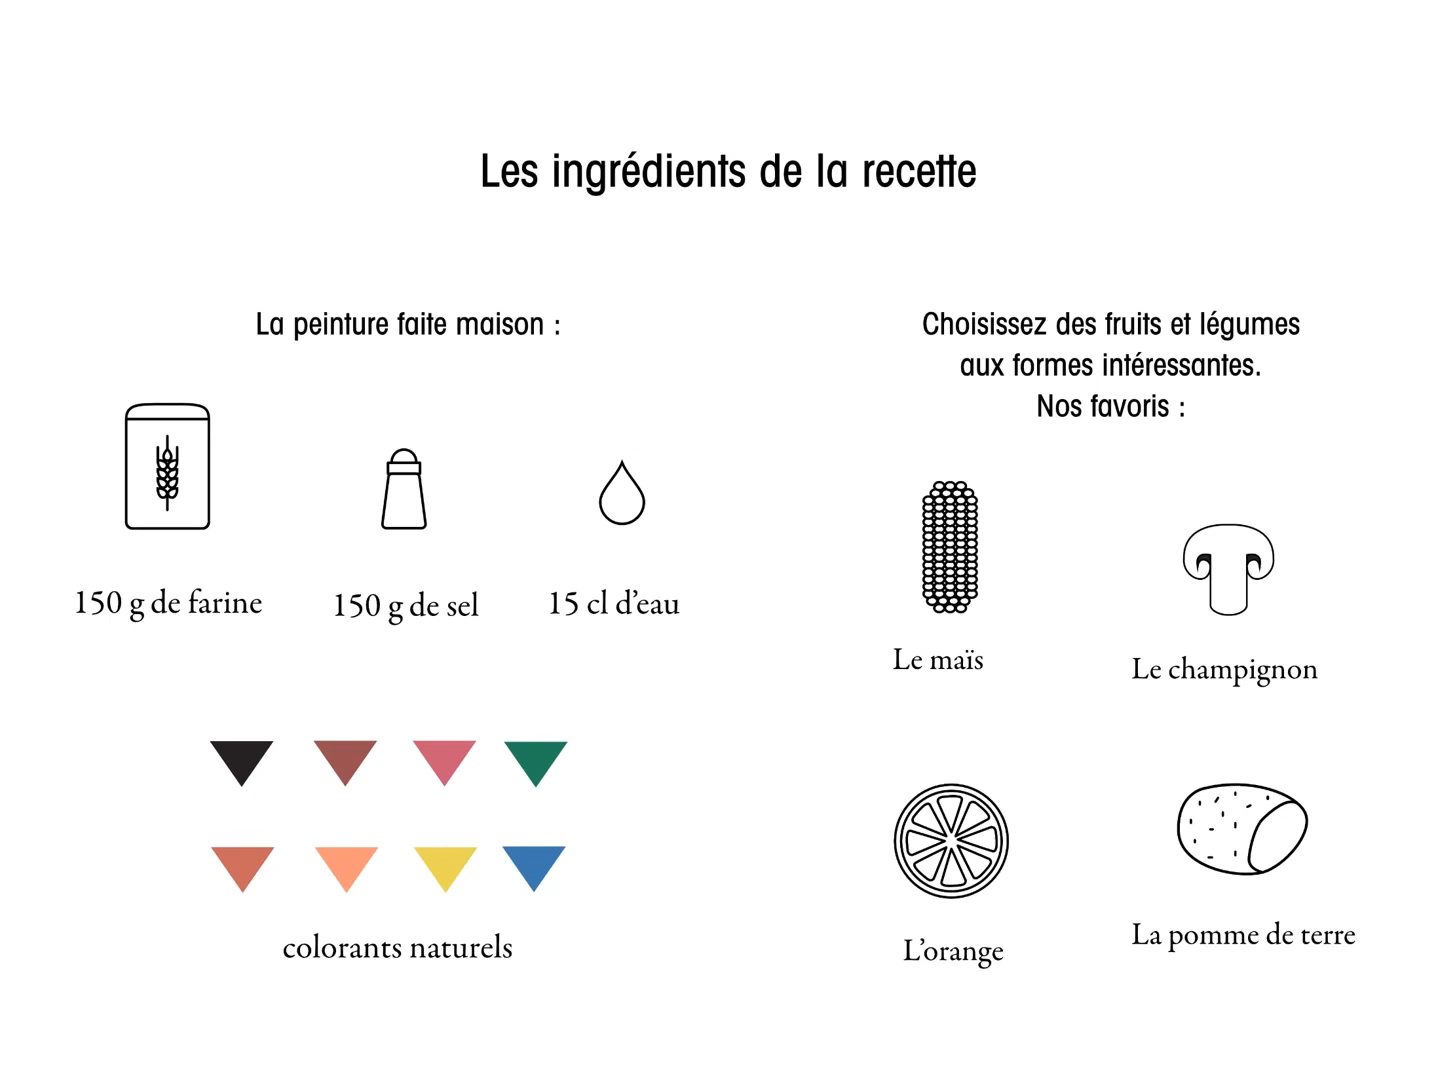 Les ingrédients de la recette
La peinture faite maison :
150 g de farine
150 g de sel
15 cl d’eau
colorants naturels
Choisissez des fruits et légumes
aux formes intéressantes.
Nos favoris :
Le maïs
Le champignon
L’orange
La pomme de terre